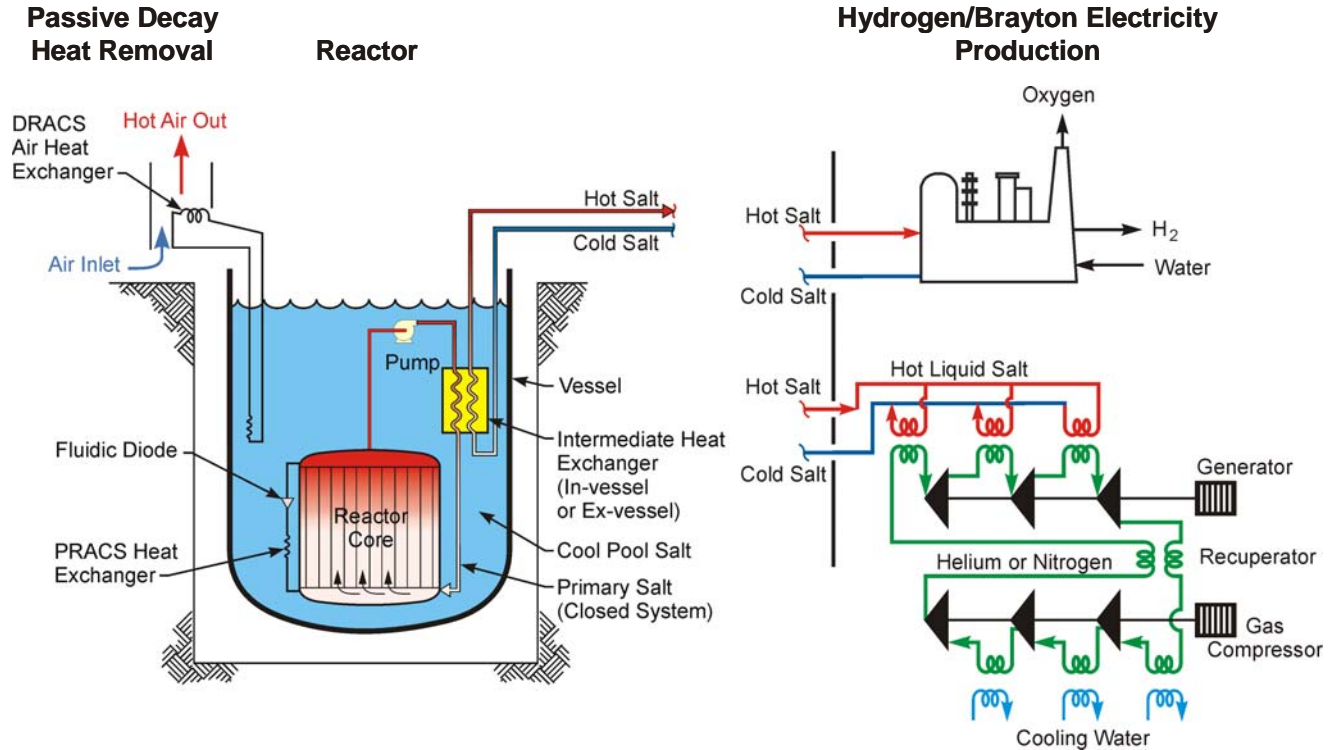 Passive Decay
Heat Removal
Reactor
Hydrogen/Brayton Electricity
Production
DRACS
Air Heat
Exchanger
Hot Air Out
Air Inlet
Hot Salt
Cold Salt
Pump
Vessel
Fluidic Diode
Intermediate Heat
Exchanger
(In-vessel
or Ex-vessel)
Reactor
Core
PRACS Heat
Exchanger
Cool Pool Salt
Primary Salt
(Closed System)
Oxygen
Hot Salt
H₂
Water
Cold Salt
Hot Liquid Salt
Hot Salt
Cold Salt
Generator
Helium or Nitrogen
Recuperator
Gas
Compressor
Cooling Water